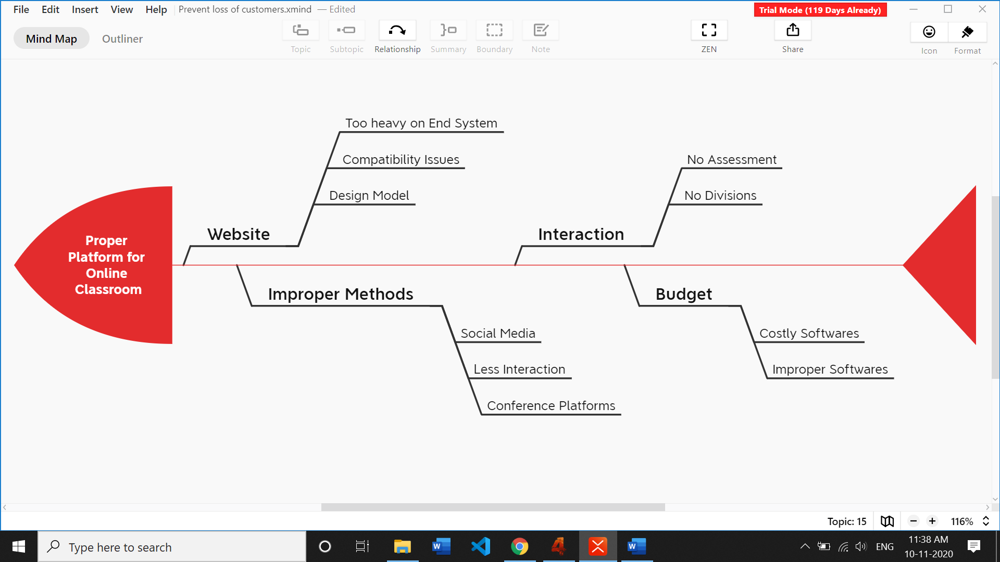 File Edit Insert View Help Prevent loss of customers.xmind — Edited
Trial Mode (119 Days Already)
Mind Map Outliner
Topic Subtopic Relationship Summary Boundary Note ZEN Share Icon Format
Too heavy on End System
Compatibility Issues
Design Model
Website
No Assessment
No Divisions
Interaction
Proper
Platform for
Online
Classroom
Improper Methods
Social Media
Less Interaction
Conference Platforms
Budget
Costly Softwares
Improper Softwares
Topic: 15 116%
Type here to search
W
4
W
ENG
11:38 AM
10-11-2020